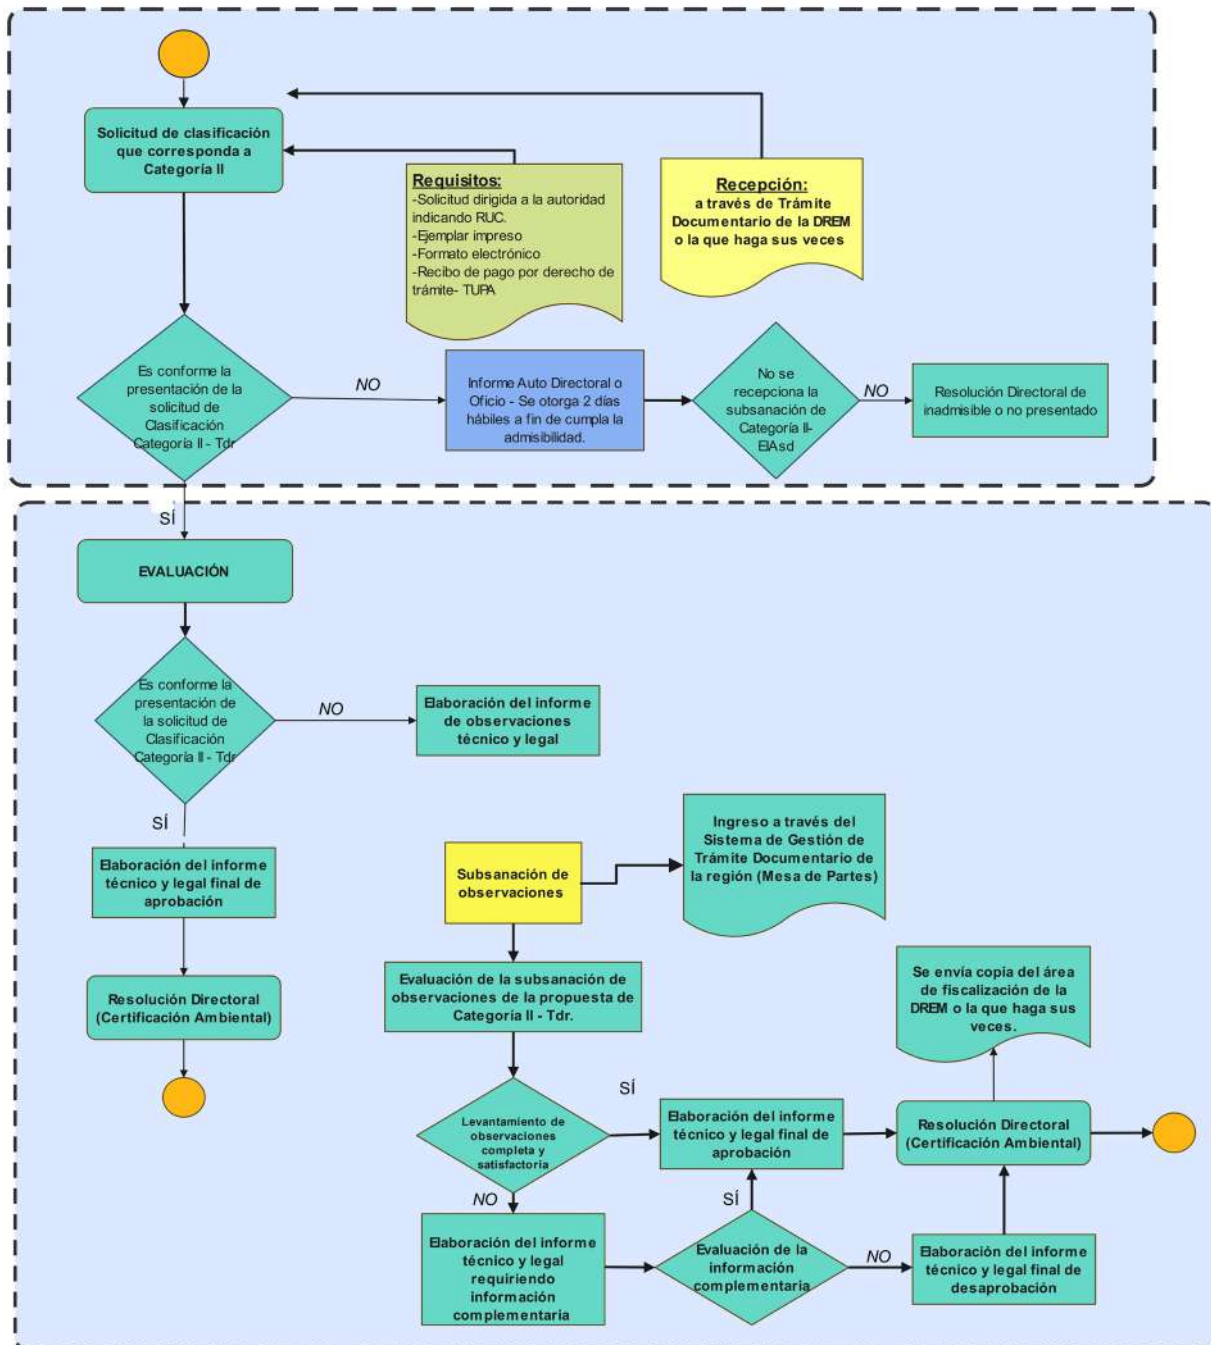 Solicitud de clasificación
que corresponda a
Categoría II
Requisitos:
-Solicitud dirigida a la autoridad
indicando RUC.
-Ejemplar impreso
-Formato electrónico
-Recibo de pago por derecho de
trámite- TUPA
Recepción:
a través de Trámite
Documentario de la DREM
o la que haga sus veces
Es conforme la
presentación de la
solicitud de
Clasificación
Categoría II - Tdr
NO
Informe Auto Directoral o
Oficio - Se otorga 2 días
hábiles a fin de cumpla la
admisibilidad.
No se
recepciona la
subsanación de
Categoría II-
EIAsd
NO
Resolución Directoral de
inadmisible o no presentado
SÍ
EVALUACIÓN
Es conforme la
presentación de
la solicitud de
Clasificación
Categoría II - Tdr
NO
Elaboración del informe
de observaciones
técnico y legal
SÍ
Elaboración del informe
técnico y legal final de
aprobación
Resolución Directoral
(Certificación Ambiental)
Subsanación de
observaciones
Ingreso a través del
Sistema de Gestión de
Trámite Documentario de
la región (Mesa de Partes)
Evaluación de la subsanación de
observaciones de la propuesta de
Categoría II - Tdr.
Se envía copia del área
de fiscalización de la
DREM o la que haga sus
veces.
Levantamiento de
observaciones
completa y
satisfactoria
SÍ
Elaboración del informe
técnico y legal final de
aprobación
Resolución Directoral
(Certificación Ambiental)
NO
Elaboración del informe
técnico y legal
requiriendo
información
complementaria
SÍ
Evaluación de la
información
complementaria
NO
Elaboración del informe
técnico y legal final de
desaprobación